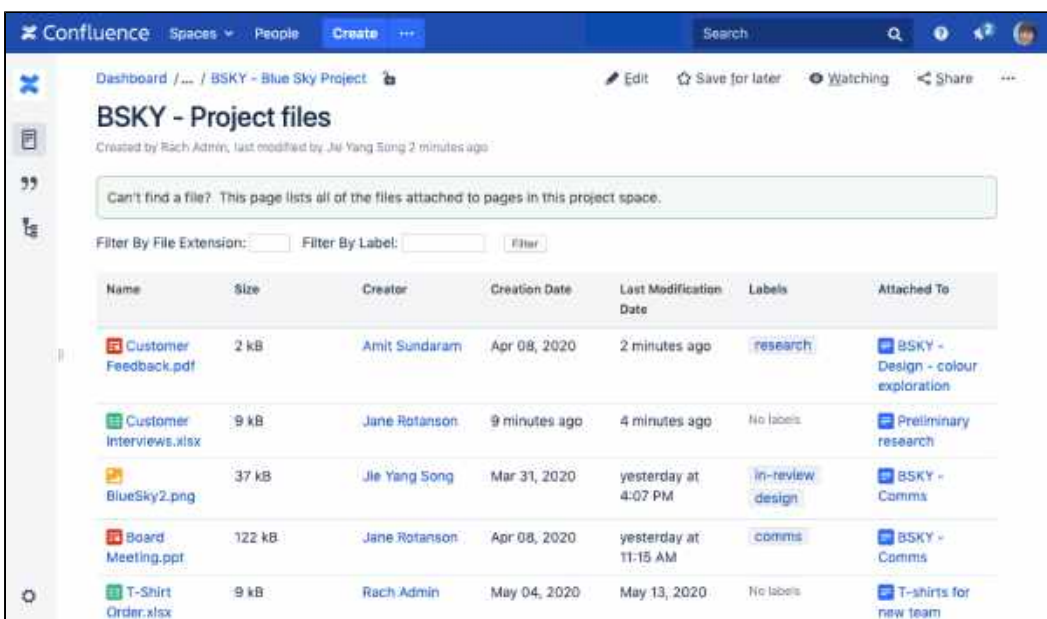 Confluence Spaces People Create ··· Search 2
Dashboard / ... / BSKY - Blue Sky Project Edit Save for later Watching Share ···
BSKY - Project files
Created by Rach Admin, last modified by Jie Yang Song 2 minutes ago
Can't find a file? This page lists all of the files attached to pages in this project space.
Filter By File Extension: Filter By Label: Filter
Name Size Creator Creation Date Last Modification Labels Attached To
Date
Customer 2 kB Amit Sundaram Apr 08, 2020 2 minutes ago research BSKY -
Feedback.pdf Design - colour
exploration
Customer 9 kB Jane Rotanson 9 minutes ago 4 minutes ago No labels Preliminary
Interviews.xlsx research
37 kB Jie Yang Song Mar 31, 2020 yesterday at in-review BSKY -
BlueSky2.png 4:07 PM design Comms
Board 122 kB Jane Rotanson Apr 08, 2020 yesterday at comms BSKY -
Meeting.ppt 11:15 AM Comms
T-Shirt 9 kB Rach Admin May 04, 2020 May 13, 2020 No labels T-shirts for
Order.xlsx new team